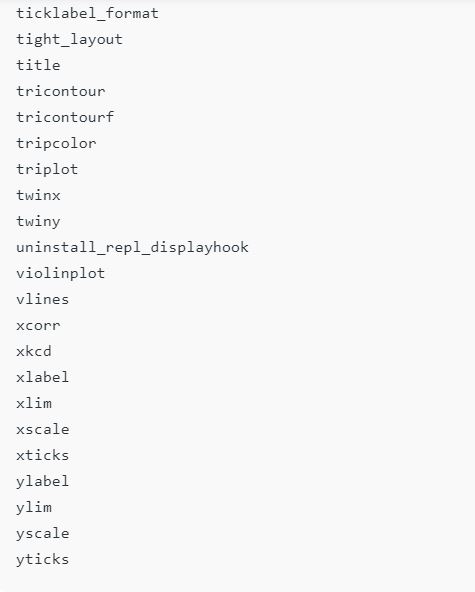 ticklabel_format
tight_layout
title
tricontour
tricontourf
tripcolor
triplot
twinx
twiny
uninstall_repl_displayhook
violinplot
vlines
xcorr
xkcd
xlabel
xlim
xscale
xticks
ylabel
ylim
yscale
yticks